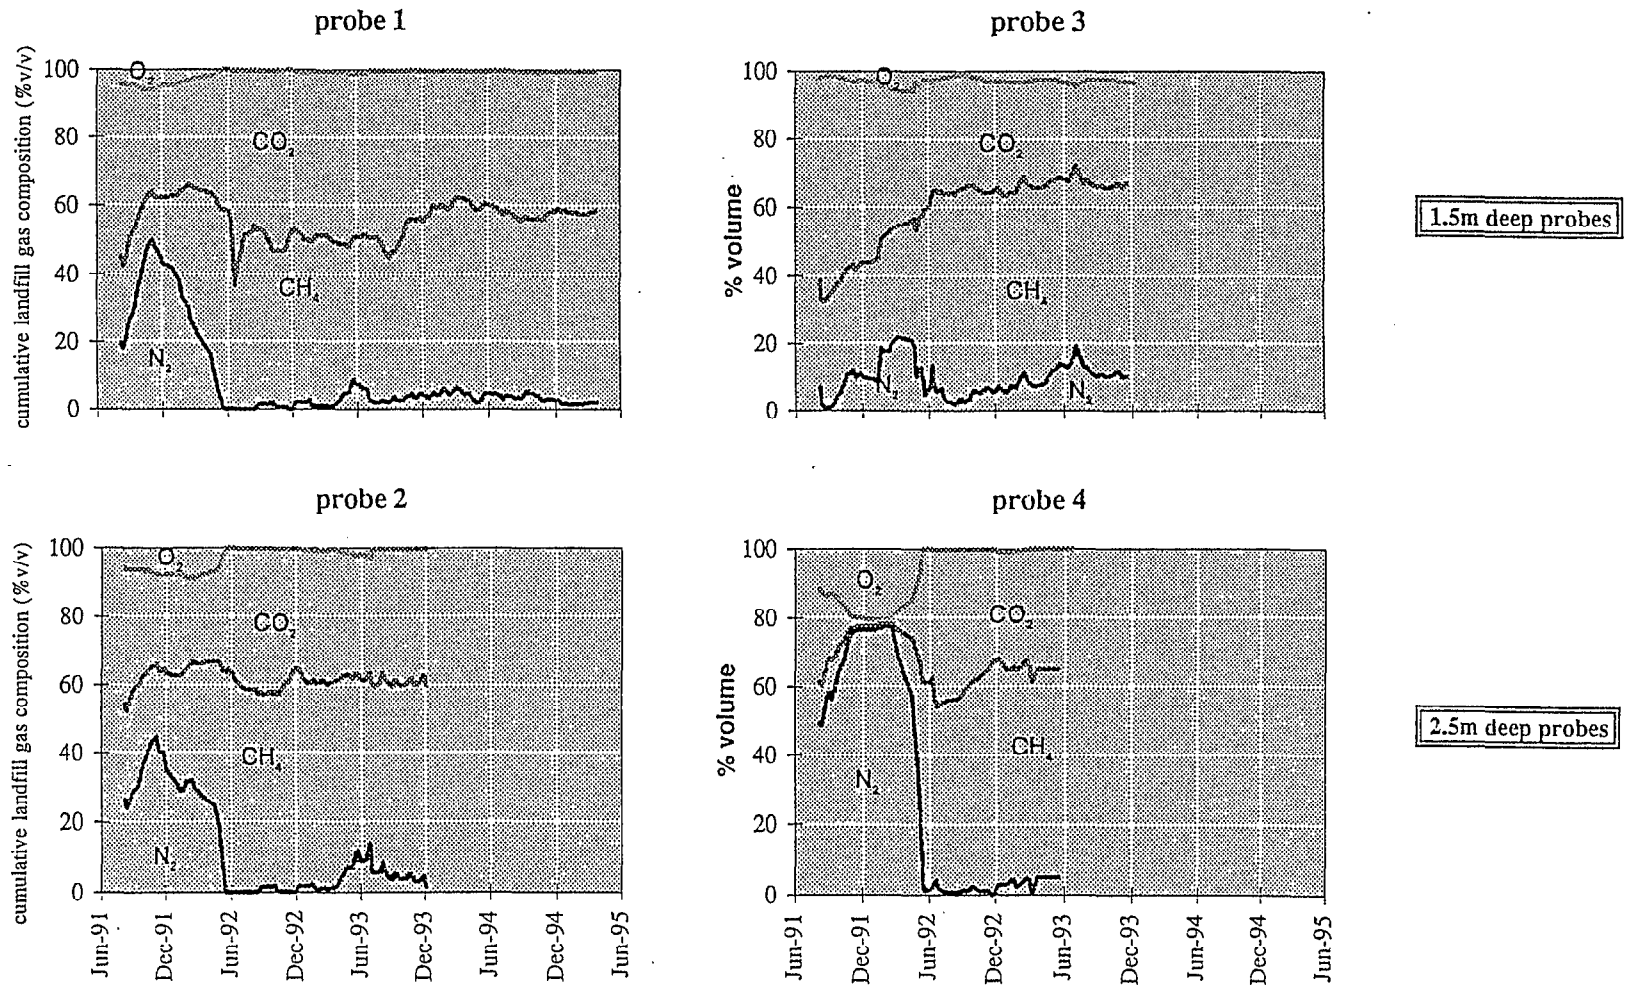 probe 1
cumulative landfill gas composition (%v/v)
100
80
60
40
20
0
O₂
CO₂
CH₄
N₂
probe 3
% volume
100
80
60
40
20
0
O₂
CO₂
CH₄
N₂
N₂
1.5m deep probes
probe 2
cumulative landfill gas composition (%v/v)
100
80
60
40
20
0
O₂
CO₂
CH₄
N₂
Jun-91
Dec-91
Jun-92
Dec-92
Jun-93
Dec-93
Jun-94
Dec-94
Jun-95
probe 4
% volume
100
80
60
40
20
0
O₂
CO₂
CH₄
N₂
Jun-91
Dec-91
Jun-92
Dec-92
Jun-93
Dec-93
Jun-94
Dec-94
Jun-95
2.5m deep probes